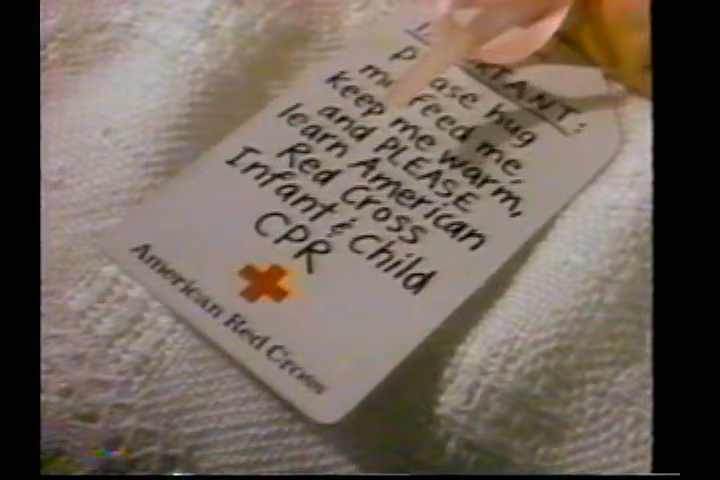 IMPORTANT:
Please hug
me, feed me,
keep me warm,
and PLEASE
learn American
Red Cross
Infant & Child
CPR
American Red Cross